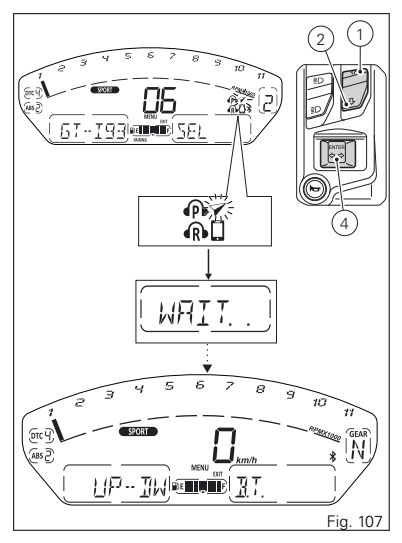 1 2 3 4 5 6 7 8 9 10 11
RPMX1000
SPORT
DTC 4
ABS 2
06
P
R
2
MENU
EXIT
GT--I93
E F
SEL
PAIRING
2
1
ENTER
4
P
R
WAIT. .
1 2 3 4 5 6 7 8 9 10 11
RPMX1000
SPORT
DTC 4
ABS 2
0 km/h
GEAR
N
MENU
EXIT
UP--DW
E F
B.T.
Fig. 107